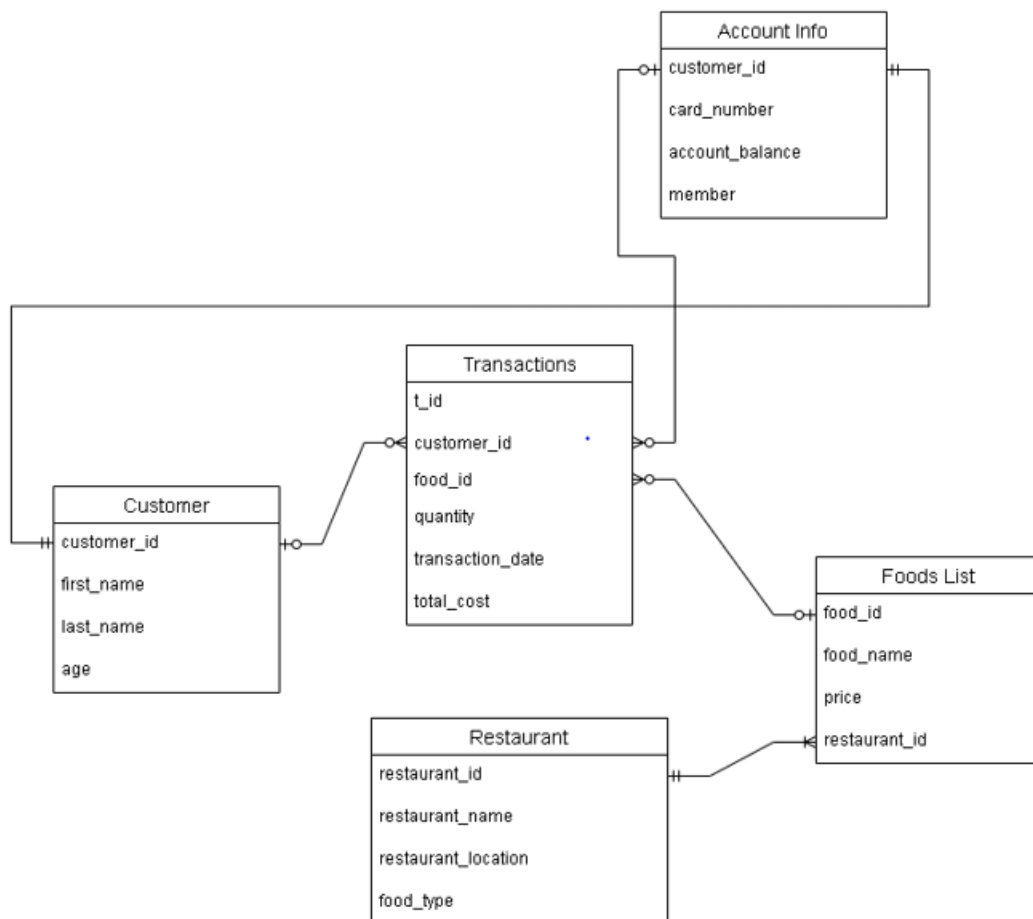 Account Info
customer_id
card_number
account_balance
member
Transactions
t_id
customer_id
food_id
quantity
transaction_date
total_cost
Customer
customer_id
first_name
last_name
age
Foods List
food_id
food_name
price
restaurant_id
Restaurant
restaurant_id
restaurant_name
restaurant_location
food_type